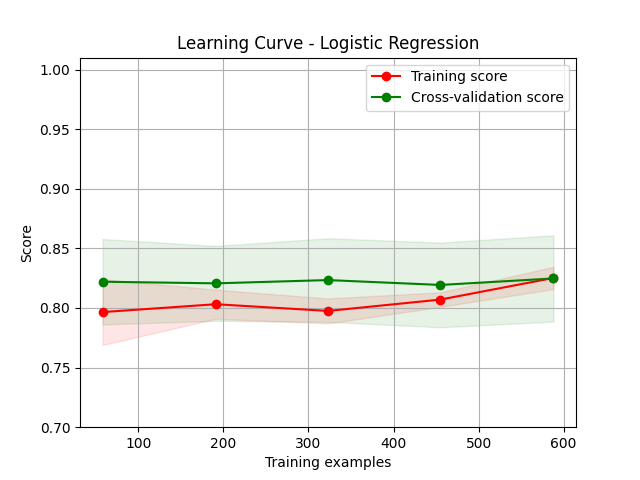 Learning Curve - Logistic Regression
Training score
Cross-validation score
1.00
0.95
0.90
0.85
0.80
0.75
0.70
Score
100
200
300
400
500
600
Training examples